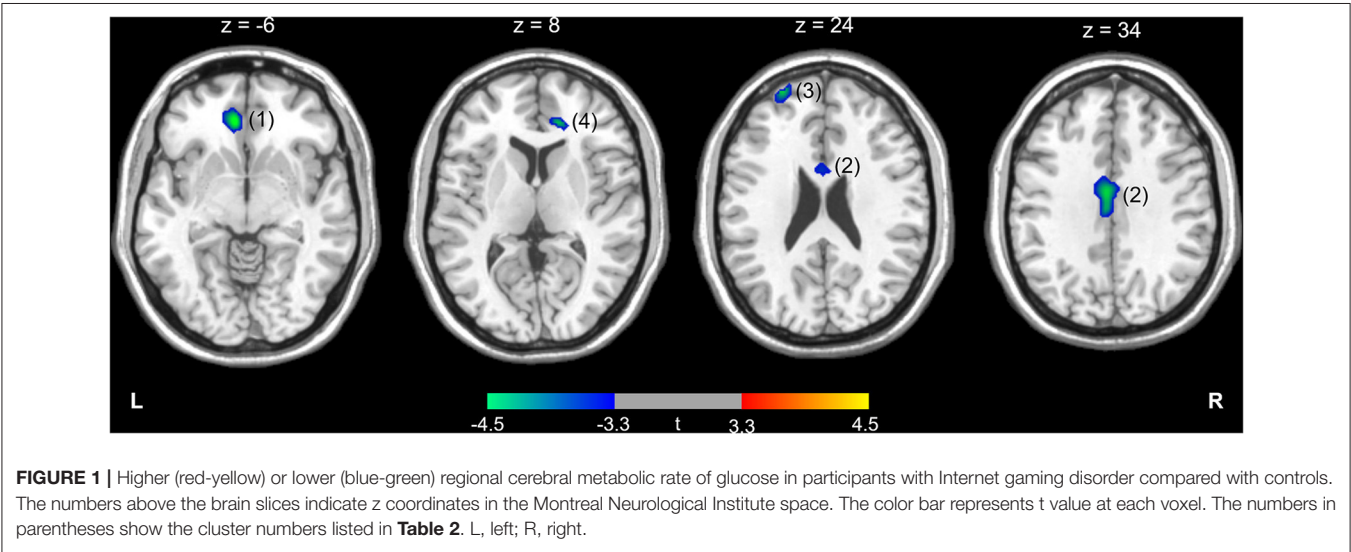 z = -6 z = 8 z = 24 z = 34
(1) (4) (3) (2) (2)
L R
-4.5 -3.3 t 3.3 4.5
FIGURE 1 | Higher (red-yellow) or lower (blue-green) regional cerebral metabolic rate of glucose in participants with Internet gaming disorder compared with controls.
The numbers above the brain slices indicate z coordinates in the Montreal Neurological Institute space. The color bar represents t value at each voxel. The numbers in
parentheses show the cluster numbers listed in Table 2. L, left; R, right.